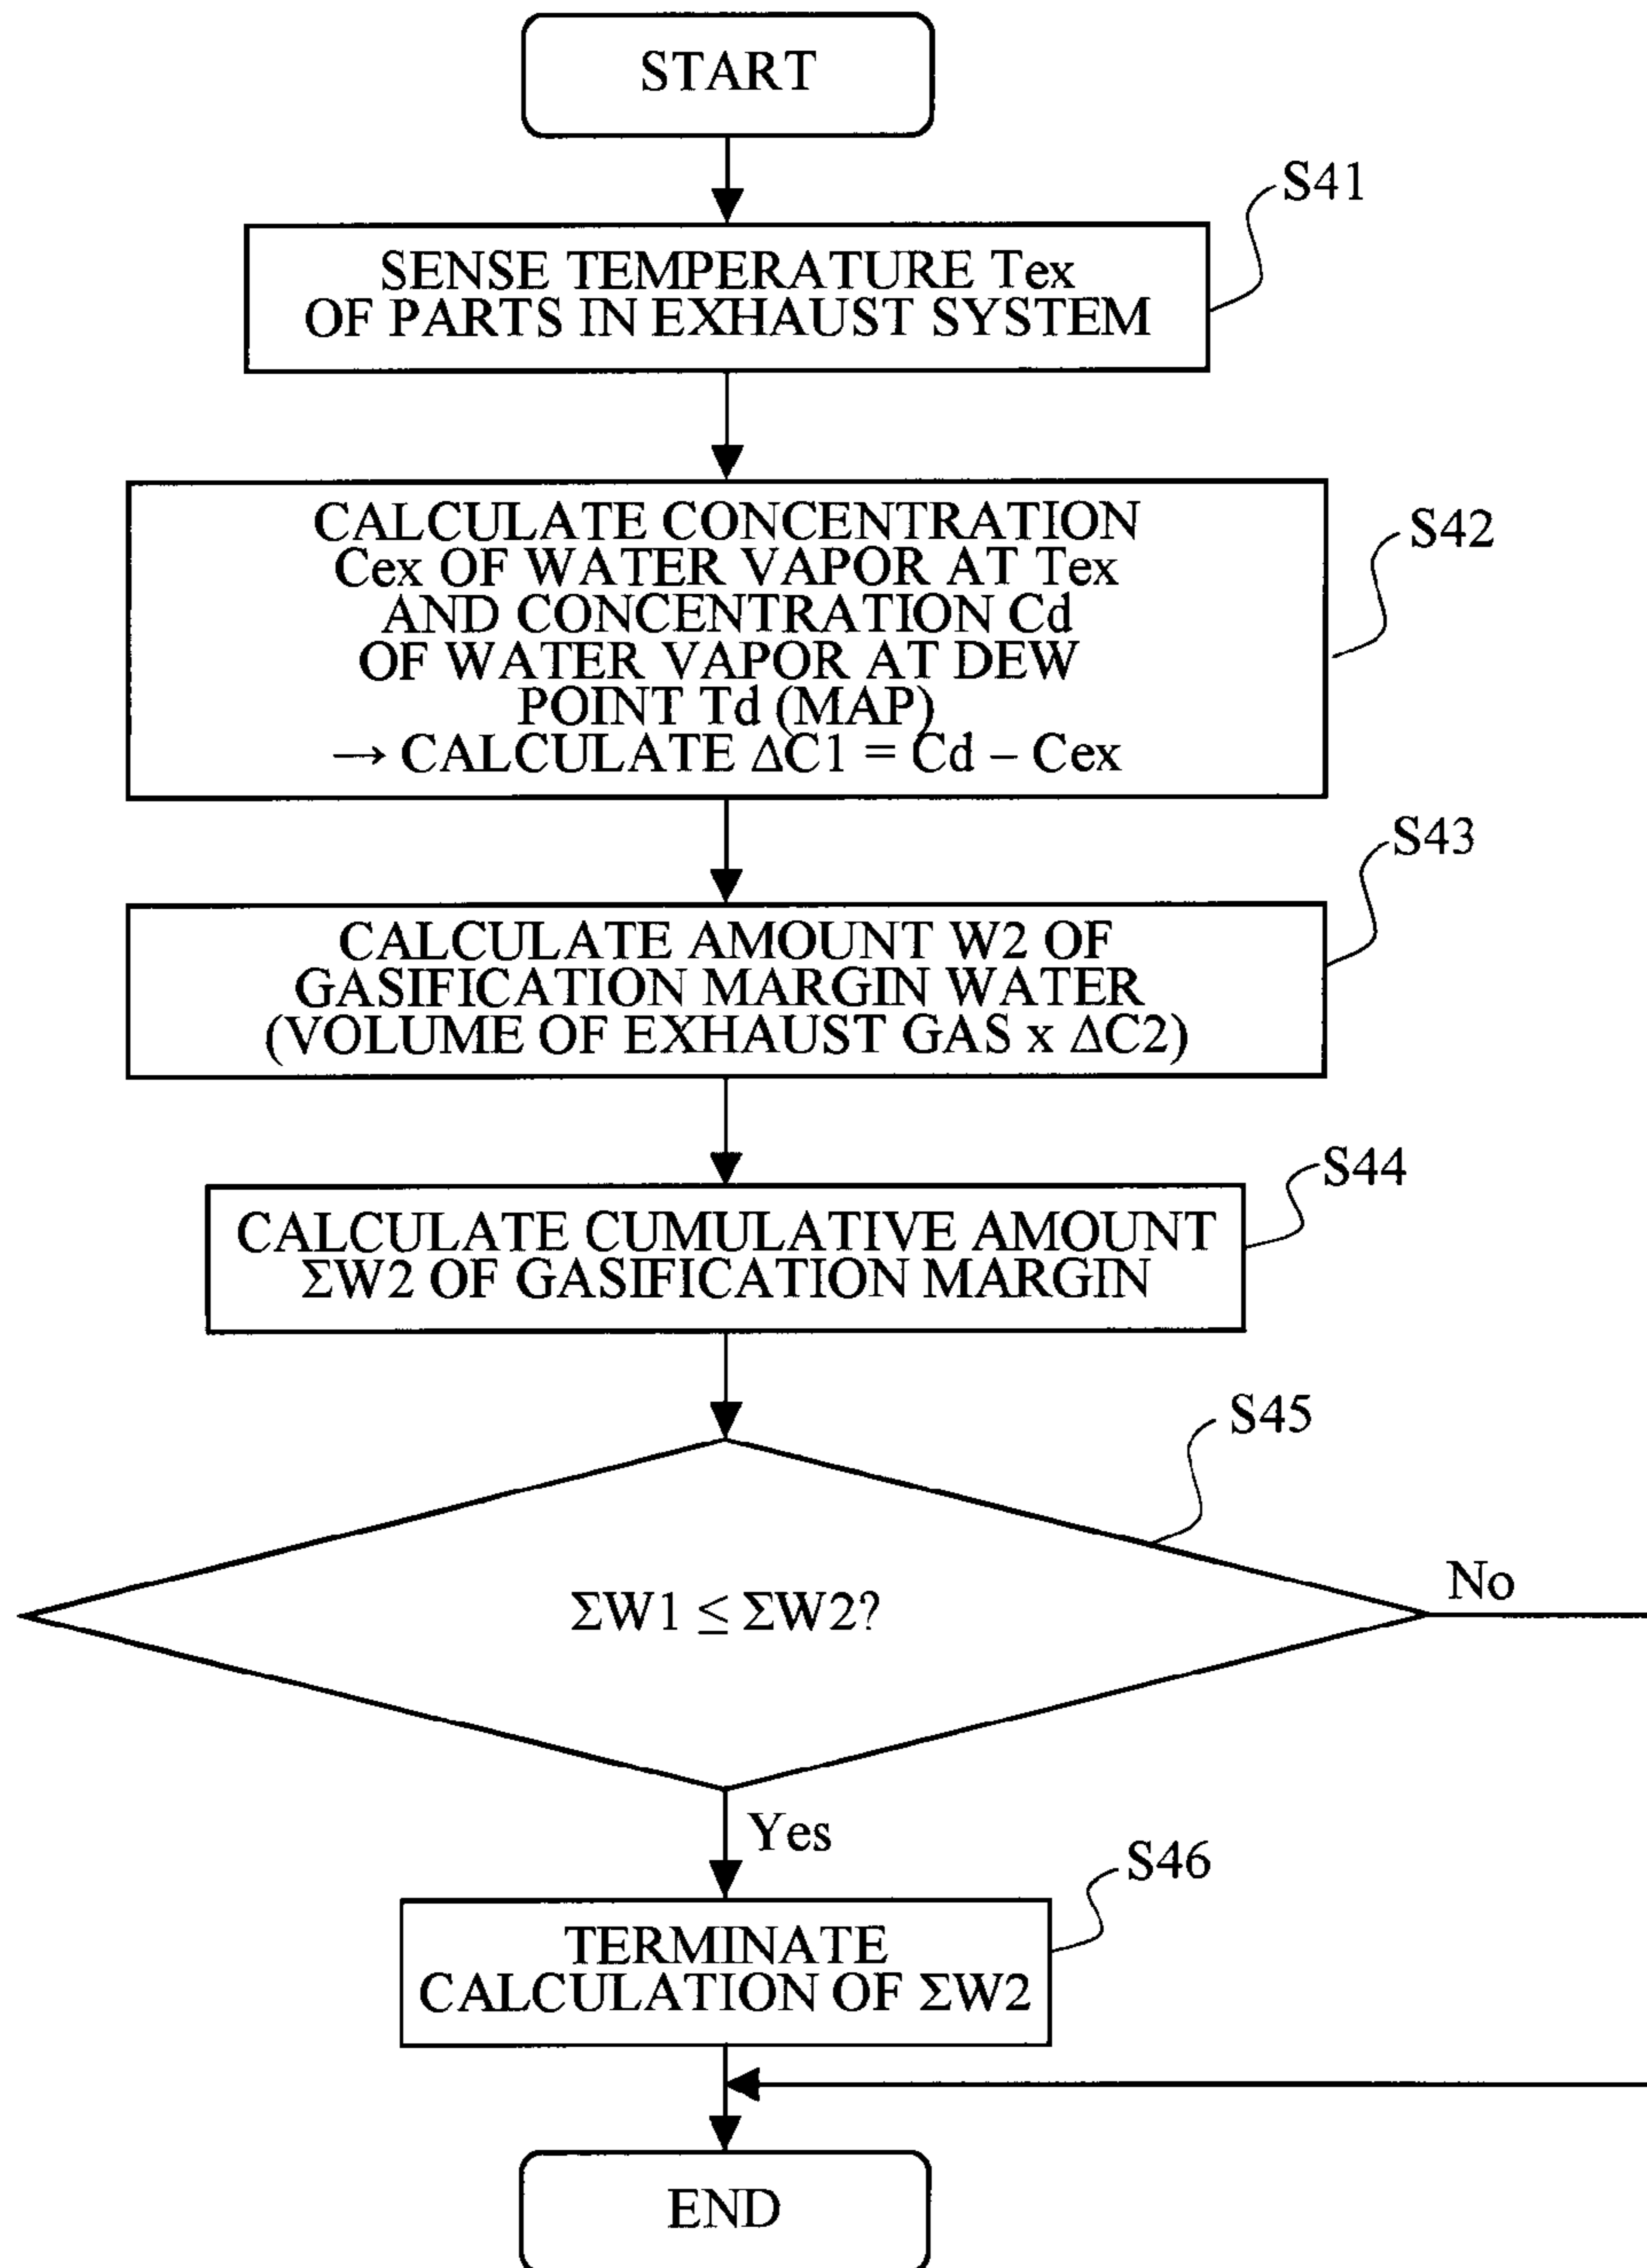 START
S41
SENSE TEMPERATURE Tex
OF PARTS IN EXHAUST SYSTEM
S42
CALCULATE CONCENTRATION
Cex OF WATER VAPOR AT Tex
AND CONCENTRATION Cd
OF WATER VAPOR AT DEW
POINT Td (MAP)
→ CALCULATE ΔC1 = Cd – Cex
S43
CALCULATE AMOUNT W2 OF
GASIFICATION MARGIN WATER
(VOLUME OF EXHAUST GAS x ΔC2)
S44
CALCULATE CUMULATIVE AMOUNT
ΣW2 OF GASIFICATION MARGIN
S45
ΣW1 ≤ ΣW2?
No
Yes
S46
TERMINATE
CALCULATION OF ΣW2
END